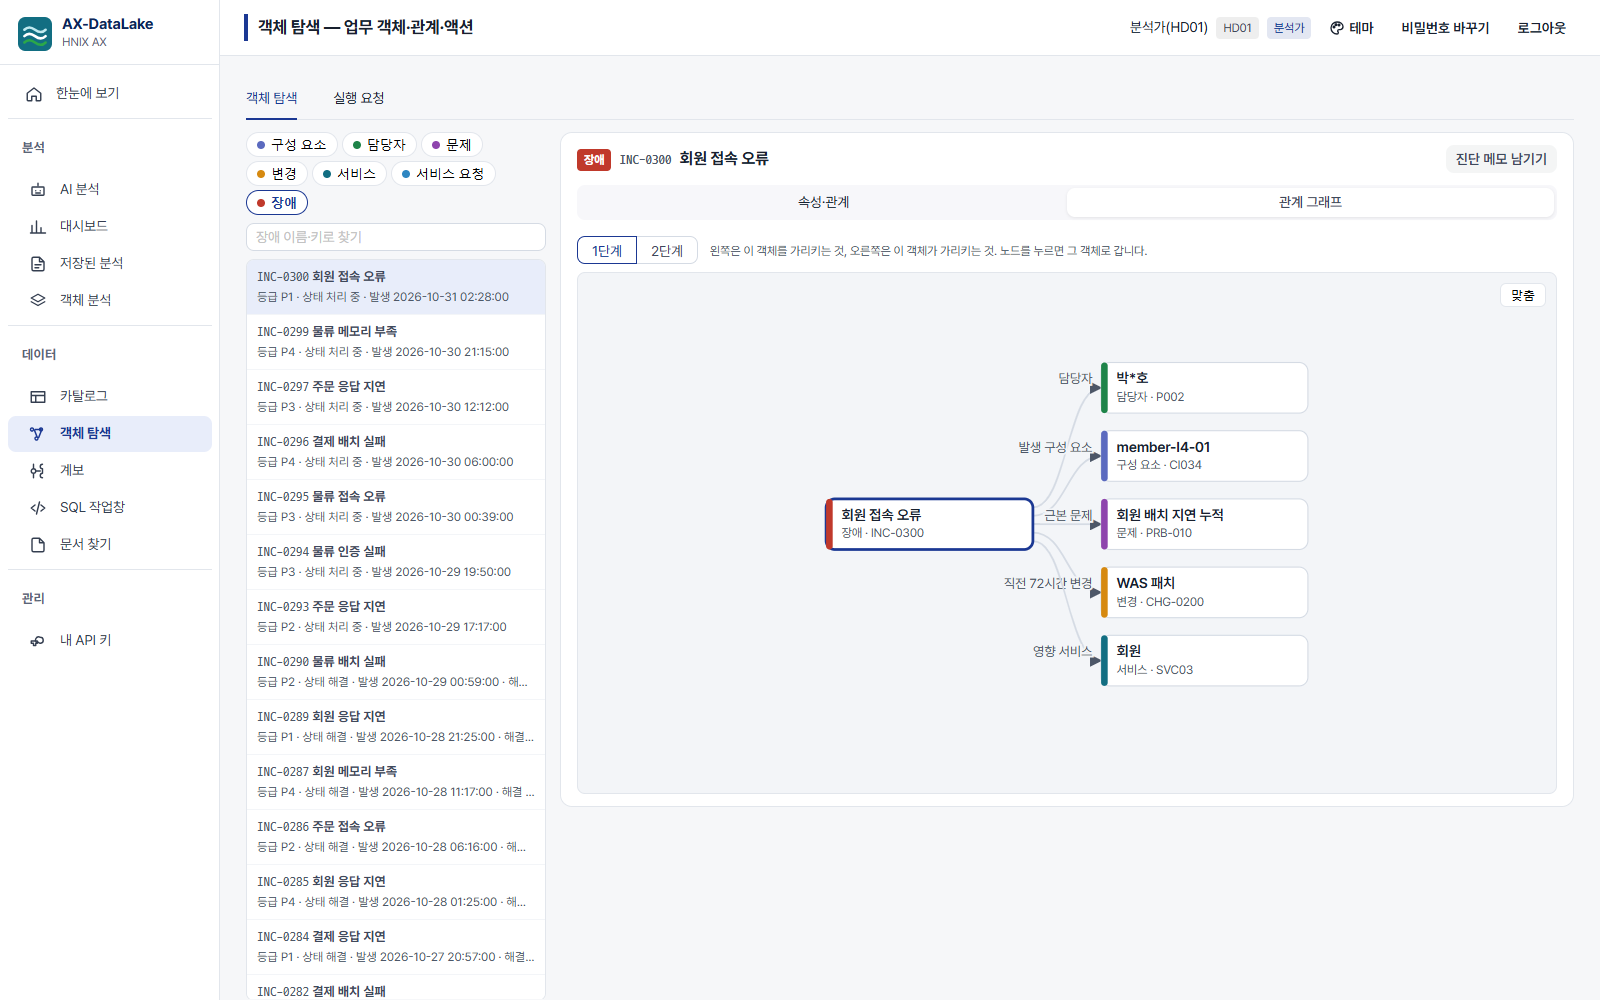 AX-DataLake
HNIX AX
한눈에 보기
분석
AI 분석
대시보드
저장된 분석
객체 분석
데이터
카탈로그
객체 탐색
계보
SQL 작업창
문서 찾기
관리
내 API 키
객체 탐색 — 업무 객체·관계·액션
분석가(HD01) HD01 분석가 테마 비밀번호 바꾸기 로그아웃
객체 탐색 실행 요청
구성 요소 담당자 문제
변경 서비스 서비스 요청
장애
장애 이름·키로 찾기
INC-0300 회원 접속 오류
등급 P1 · 상태 처리 중 · 발생 2026-10-31 02:28:00
INC-0299 물류 메모리 부족
등급 P4 · 상태 처리 중 · 발생 2026-10-30 21:15:00
INC-0297 주문 응답 지연
등급 P3 · 상태 처리 중 · 발생 2026-10-30 12:12:00
INC-0296 결제 배치 실패
등급 P4 · 상태 처리 중 · 발생 2026-10-30 06:00:00
INC-0295 물류 접속 오류
등급 P3 · 상태 처리 중 · 발생 2026-10-30 00:39:00
INC-0294 물류 인증 실패
등급 P3 · 상태 처리 중 · 발생 2026-10-29 19:50:00
INC-0293 주문 응답 지연
등급 P2 · 상태 처리 중 · 발생 2026-10-29 17:17:00
INC-0290 물류 배치 실패
등급 P2 · 상태 해결 · 발생 2026-10-29 00:59:00 · 해...
INC-0289 회원 응답 지연
등급 P1 · 상태 해결 · 발생 2026-10-28 21:25:00 · 해결...
INC-0287 회원 메모리 부족
등급 P4 · 상태 해결 · 발생 2026-10-28 11:17:00 · 해결 ...
INC-0286 주문 접속 오류
등급 P2 · 상태 해결 · 발생 2026-10-28 06:16:00 · 해...
INC-0285 회원 응답 지연
등급 P4 · 상태 해결 · 발생 2026-10-28 01:25:00 · 해...
INC-0284 결제 응답 지연
등급 P1 · 상태 해결 · 발생 2026-10-27 20:57:00 · 해결...
INC-0282 결제 배치 실패
장애 INC-0300 회원 접속 오류 진단 메모 남기기
속성·관계 관계 그래프
1단계 2단계 왼쪽은 이 객체를 가리키는 것, 오른쪽은 이 객체가 가리키는 것. 노드를 누르면 그 객체로 갑니다.
맞춤
회원 접속 오류
장애 · INC-0300
담당자
박*호
담당자 · P002
발생 구성 요소
member-l4-01
구성 요소 · CI034
근본 문제
회원 배치 지연 누적
문제 · PRB-010
직전 72시간 변경
WAS 패치
변경 · CHG-0200
영향 서비스
회원
서비스 · SVC03